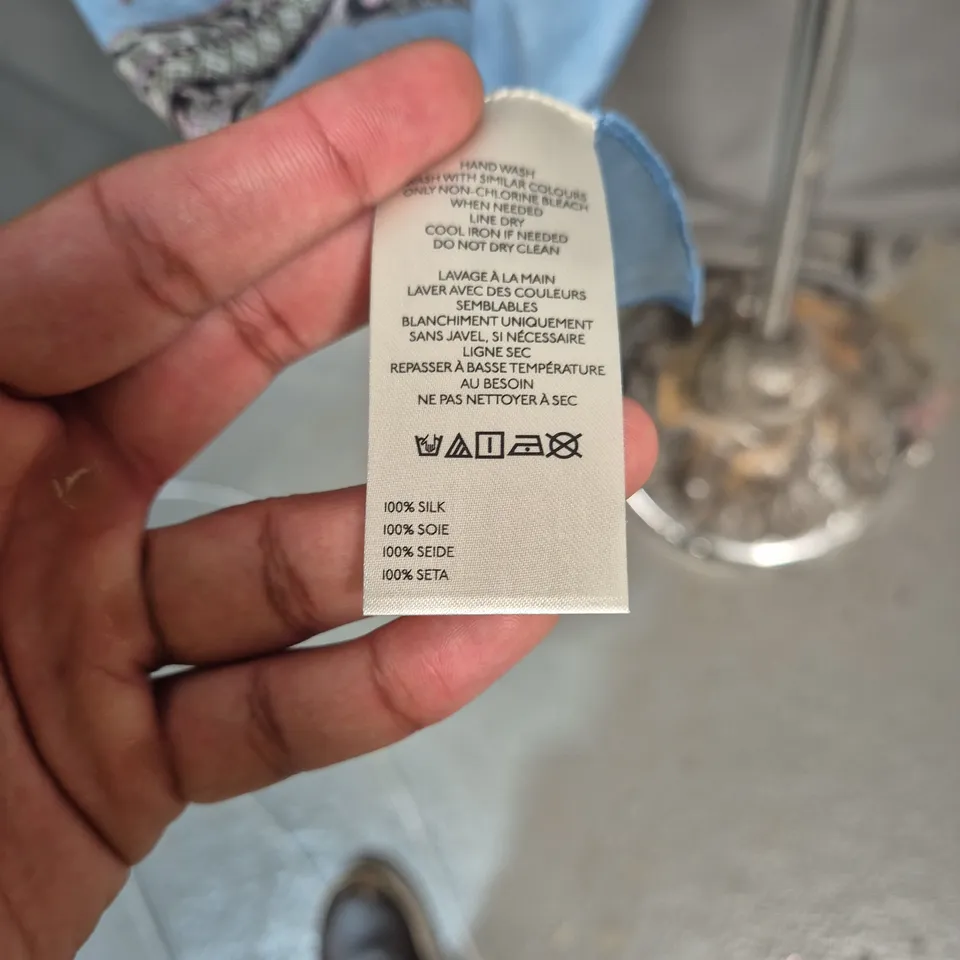 HAND WASH
WASH WITH SIMILAR COLOURS
ONLY NON-CHLORINE BLEACH
WHEN NEEDED
LINE DRY
COOL IRON IF NEEDED
DO NOT DRY CLEAN
LAVAGE À LA MAIN
LAVER AVEC DES COULEURS
SEMBLABLES
BLANCHIMENT UNIQUEMENT
SANS JAVEL, SI NÉCESSAIRE
LIGNE SEC
REPASSER À BASSE TEMPÉRATURE
AU BESOIN
NE PAS NETTOYER À SEC
100% SILK
100% SOIE
100% SEIDE
100% SETA